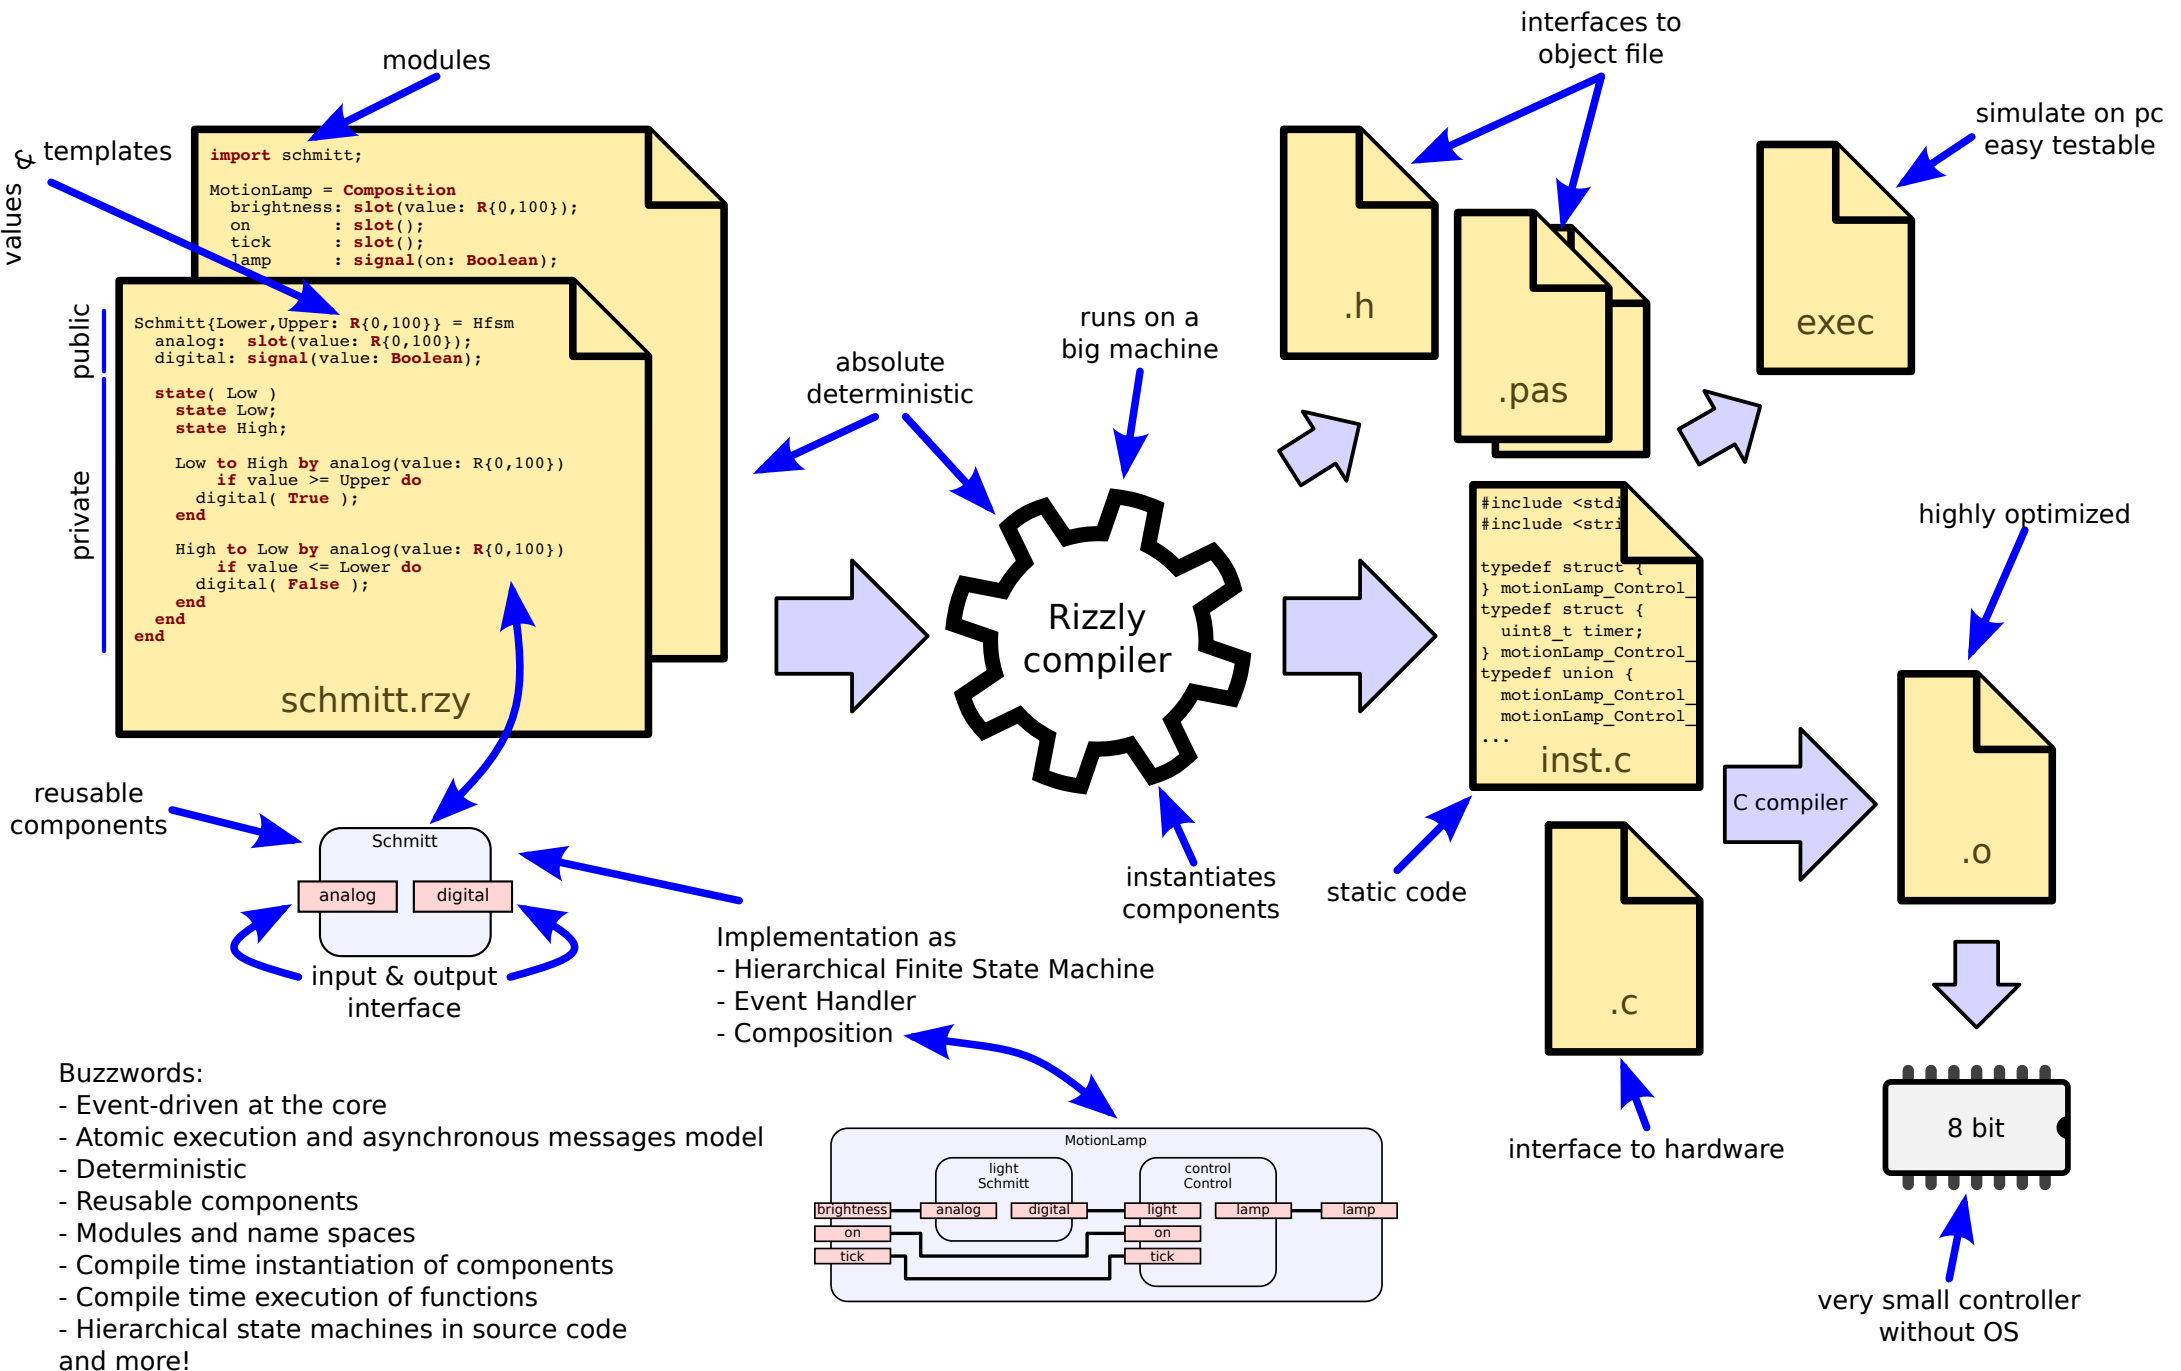 modules
values & templates
import schmitt;
MotionLamp = Composition
brightness: slot(value: R{0,100});
on : slot();
tick : slot();
lamp : signal(on: Boolean);
public
private
Schmitt{Lower,Upper: R{0,100}} = Hfsm
analog: slot(value: R{0,100});
digital: signal(value: Boolean);
state( Low )
state Low;
state High;
Low to High by analog(value: R{0,100})
if value >= Upper do
digital( True );
end
High to Low by analog(value: R{0,100})
if value <= Lower do
digital( False );
end
end
end
schmitt.rzy
absolute
deterministic
runs on a
big machine
Rizzly
compiler
instantiates
components
interfaces to
object file
.h
.pas
simulate on pc
easy testable
exec
#include <stdi
#include <stri
typedef struct {
} motionLamp_Control_
typedef struct {
uint8_t timer;
} motionLamp_Control_
typedef union {
motionLamp_Control_
motionLamp_Control_
...
inst.c
static code
.c
interface to hardware
C compiler
highly optimized
.o
8 bit
very small controller
without OS
reusable
components
Schmitt
analog
digital
input & output
interface
Implementation as
- Hierarchical Finite State Machine
- Event Handler
- Composition
MotionLamp
light
Schmitt
control
Control
brightness
analog
digital
light
lamp
lamp
on
on
tick
tick
Buzzwords:
- Event-driven at the core
- Atomic execution and asynchronous messages model
- Deterministic
- Reusable components
- Modules and name spaces
- Compile time instantiation of components
- Compile time execution of functions
- Hierarchical state machines in source code
and more!